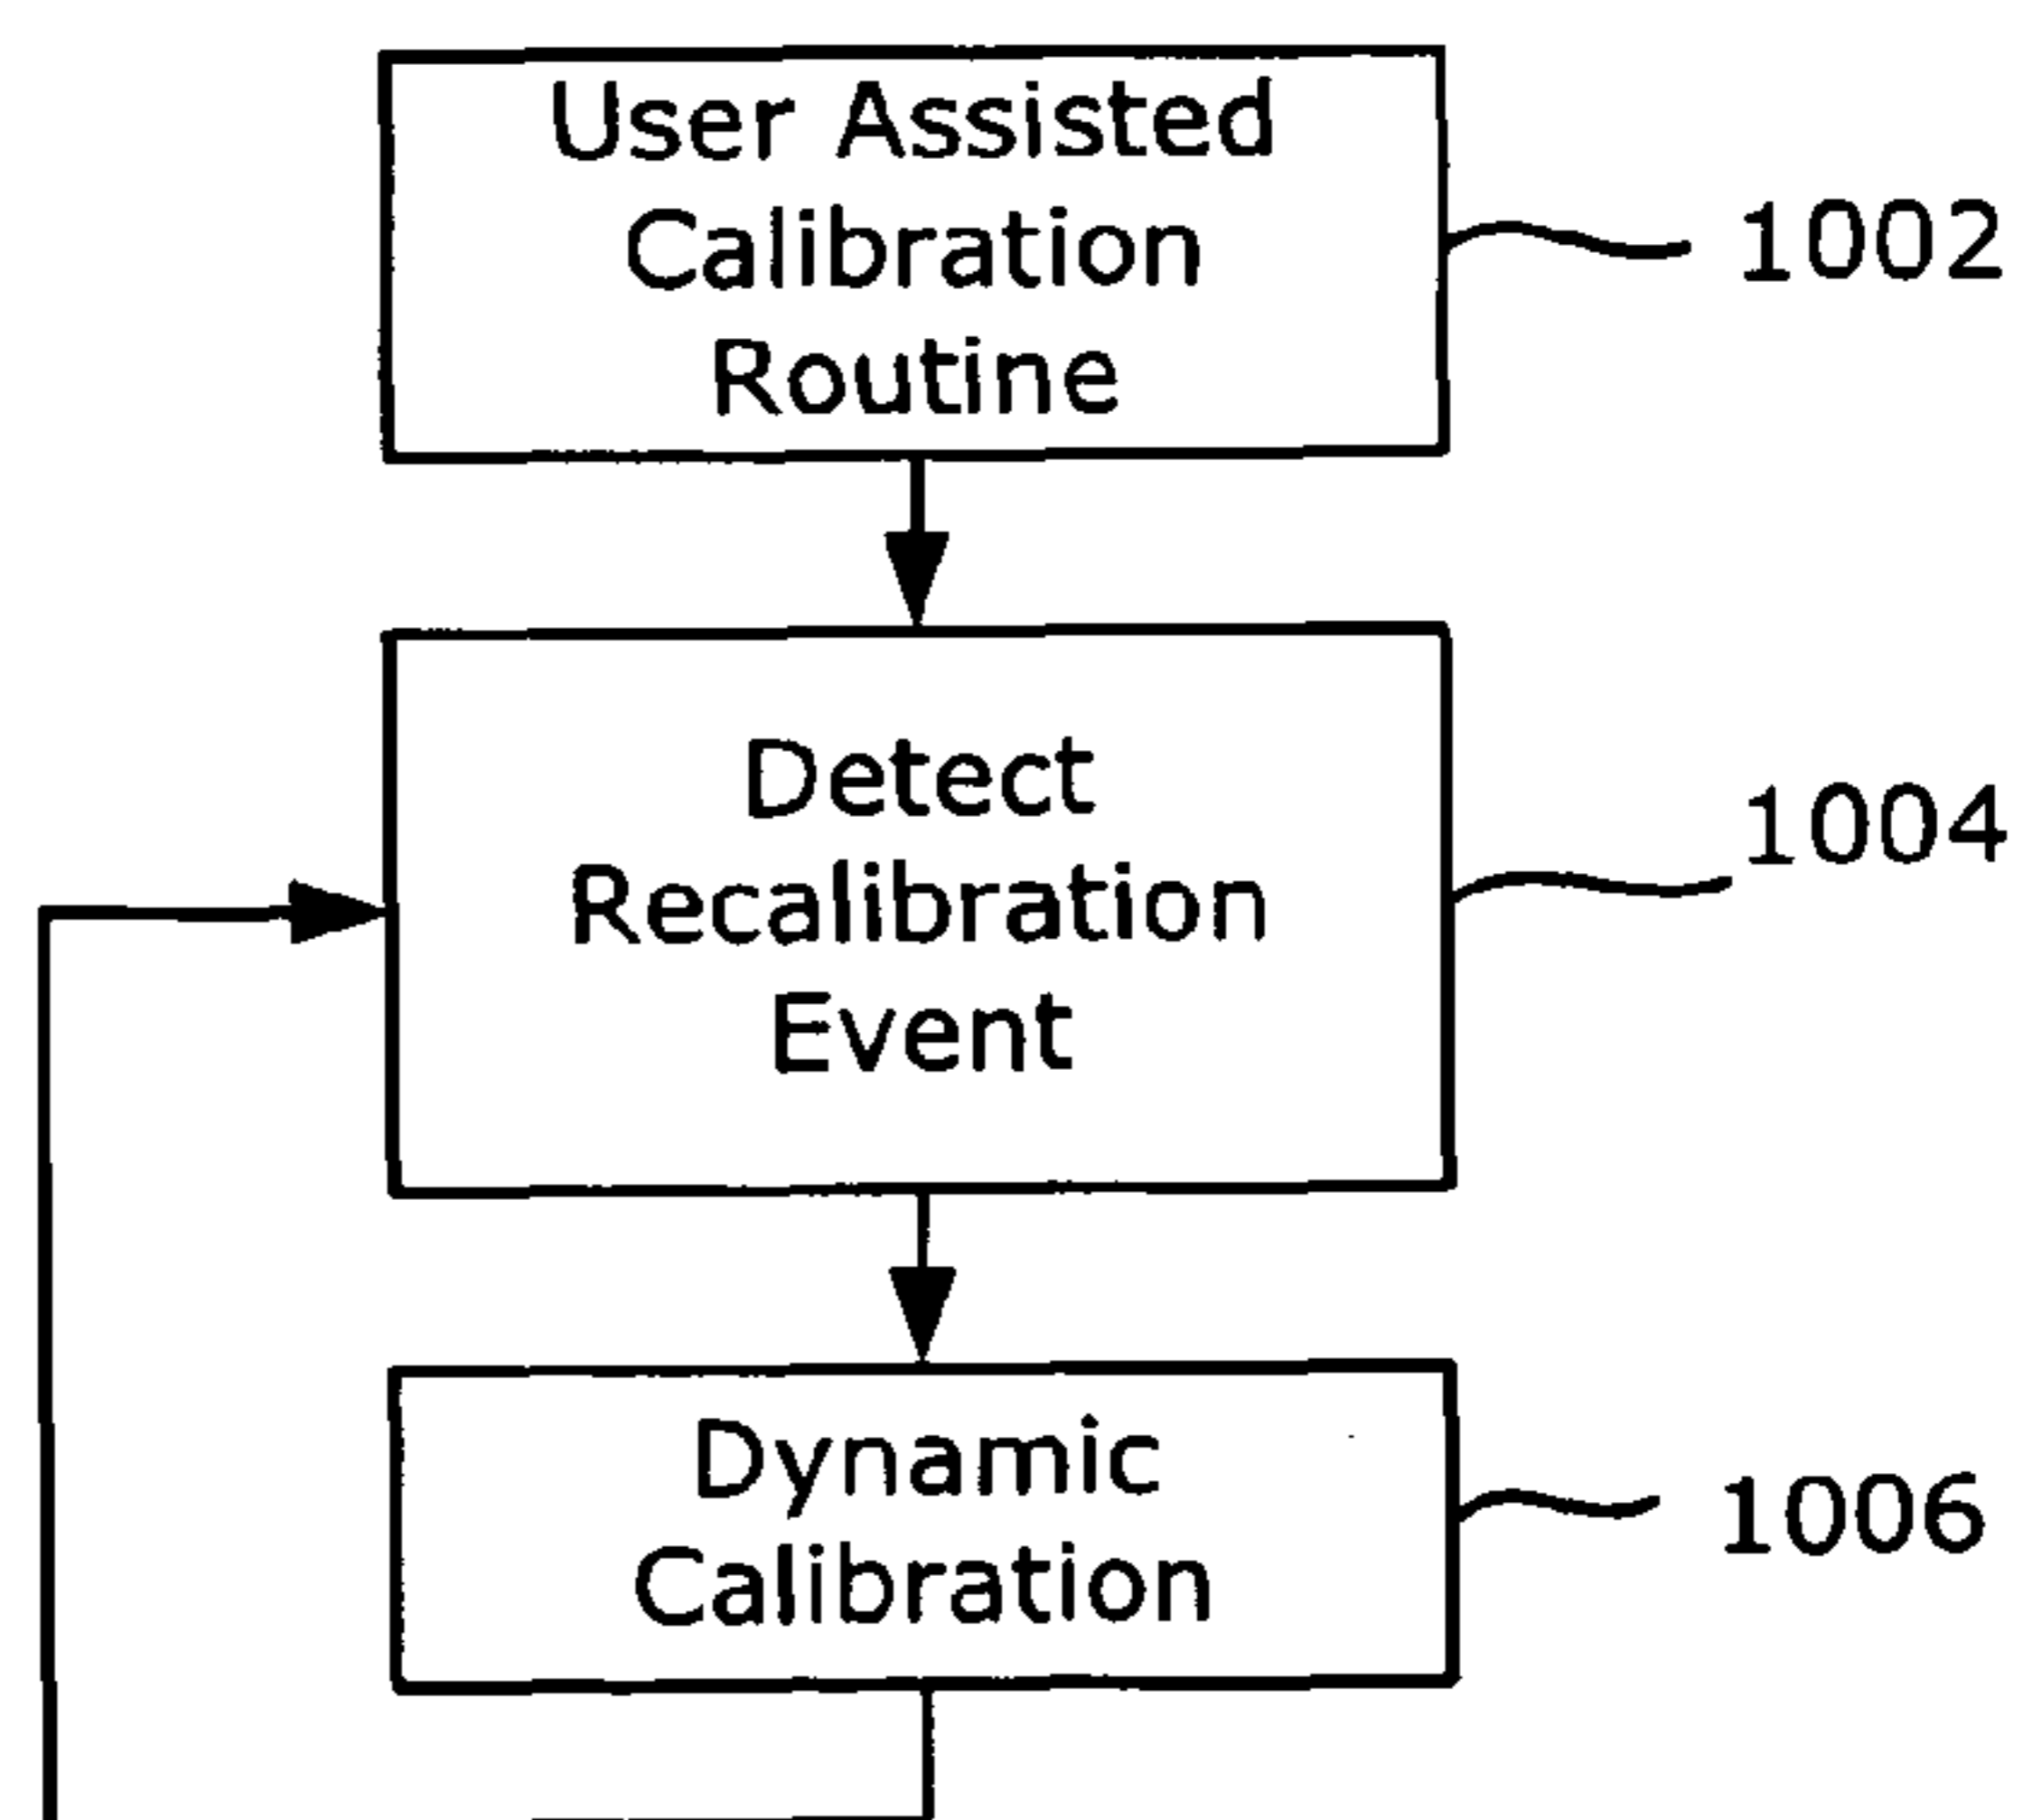 User Assisted
Calibration
Routine
1002
Detect
Recalibration
Event
1004
Dynamic
Calibration
1006